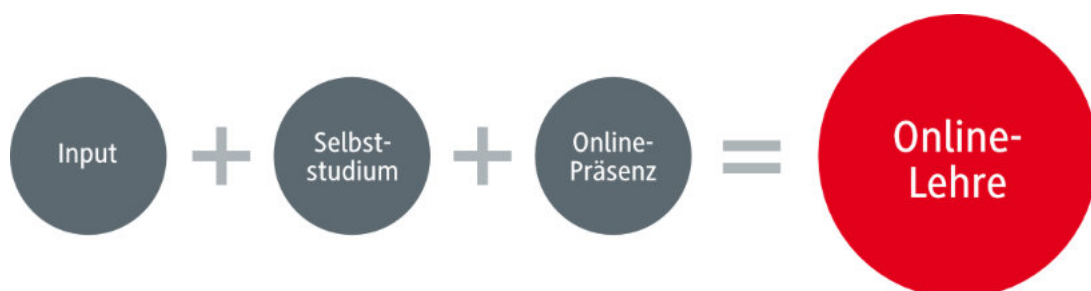 Input
+
Selbst-
studium
+
Online-
Präsenz
=
Online-
Lehre